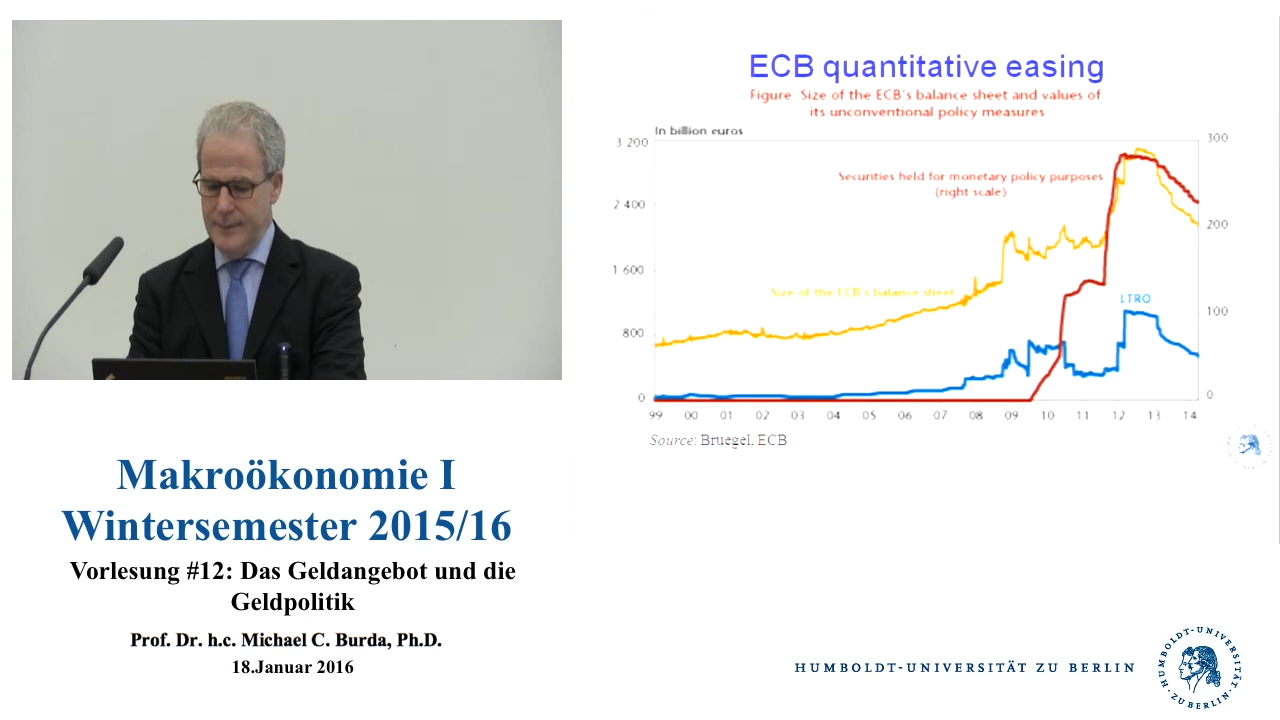 ECB quantitative easing
Figure: Size of the ECB's balance sheet and values of
its unconventional policy measures
In billion euros
3 200
2 400
1 600
800
0
300
200
100
0
Securities held for monetary policy purposes
(right scale)
Size of the ECB's balance sheet
LTRO
99 00 01 02 03 04 05 06 07 08 09 10 11 12 13 14
Source: Bruegel, ECB
Makroökonomie I
Wintersemester 2015/16
Vorlesung #12: Das Geldangebot und die
Geldpolitik
Prof. Dr. h.c. Michael C. Burda, Ph.D.
18.Januar 2016
HUMBOLDT-UNIVERSITÄT ZU BERLIN
HUMBOLDT-UNIVERSITÄT
·ZU BERLIN·